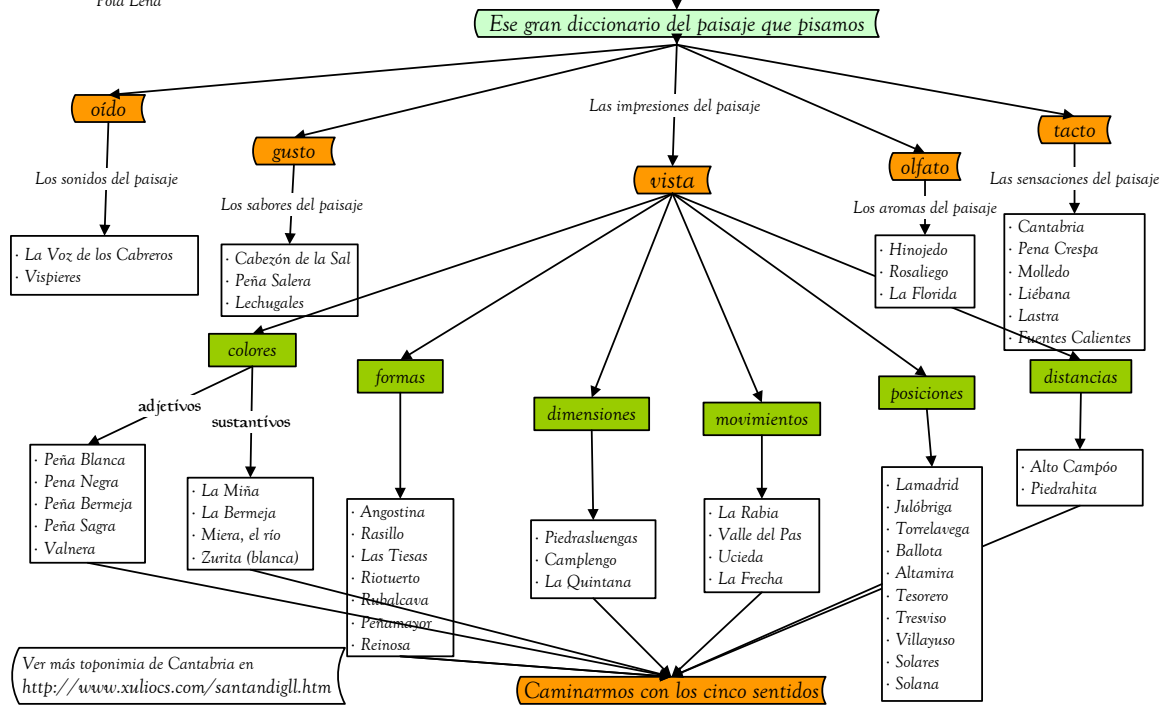 Pola Lena
Ese gran diccionario del paisaje que pisamos
oído
Los sonidos del paisaje
· La Voz de los Cabreros
· Vispieres
gusto
Los sabores del paisaje
· Cabezón de la Sal
· Peña Salera
· Lechugales
Las impresiones del paisaje
vista
olfato
Los aromas del paisaje
· Hinojedo
· Rosaliego
· La Florida
tacto
Las sensaciones del paisaje
· Cantabria
· Pena Crespa
· Molledo
· Liébana
· Lastra
· Fuentes Calientes
colores
adjetivos
sustantivos
· Peña Blanca
· Pena Negra
· Peña Bermeja
· Peña Sagra
· Valnera
· La Miña
· La Bermeja
· Miera, el río
· Zurita (blanca)
formas
· Angostina
· Rasillo
· Las Tiesas
· Riotuerto
· Rubalcava
· Peñamayor
· Reinosa
dimensiones
· Piedrasluengas
· Camplengo
· La Quintana
movimientos
· La Rabia
· Valle del Pas
· Ucieda
· La Frecha
posiciones
· Lamadrid
· Julóbriga
· Torrelavega
· Ballota
· Altamira
· Tesorero
· Tresviso
· Villayuso
· Solares
· Solana
distancias
· Alto Campóo
· Piedrahita
Ver más toponimia de Cantabria en
http://www.xuliocs.com/santandigll.htm
Caminarmos con los cinco sentidos